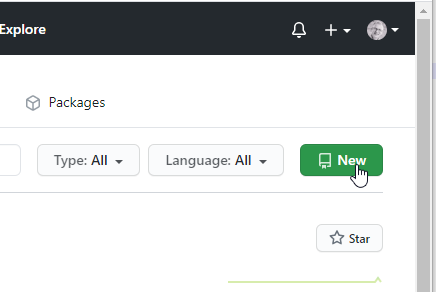 Explore
Packages
Type: All
Language: All
New
Star